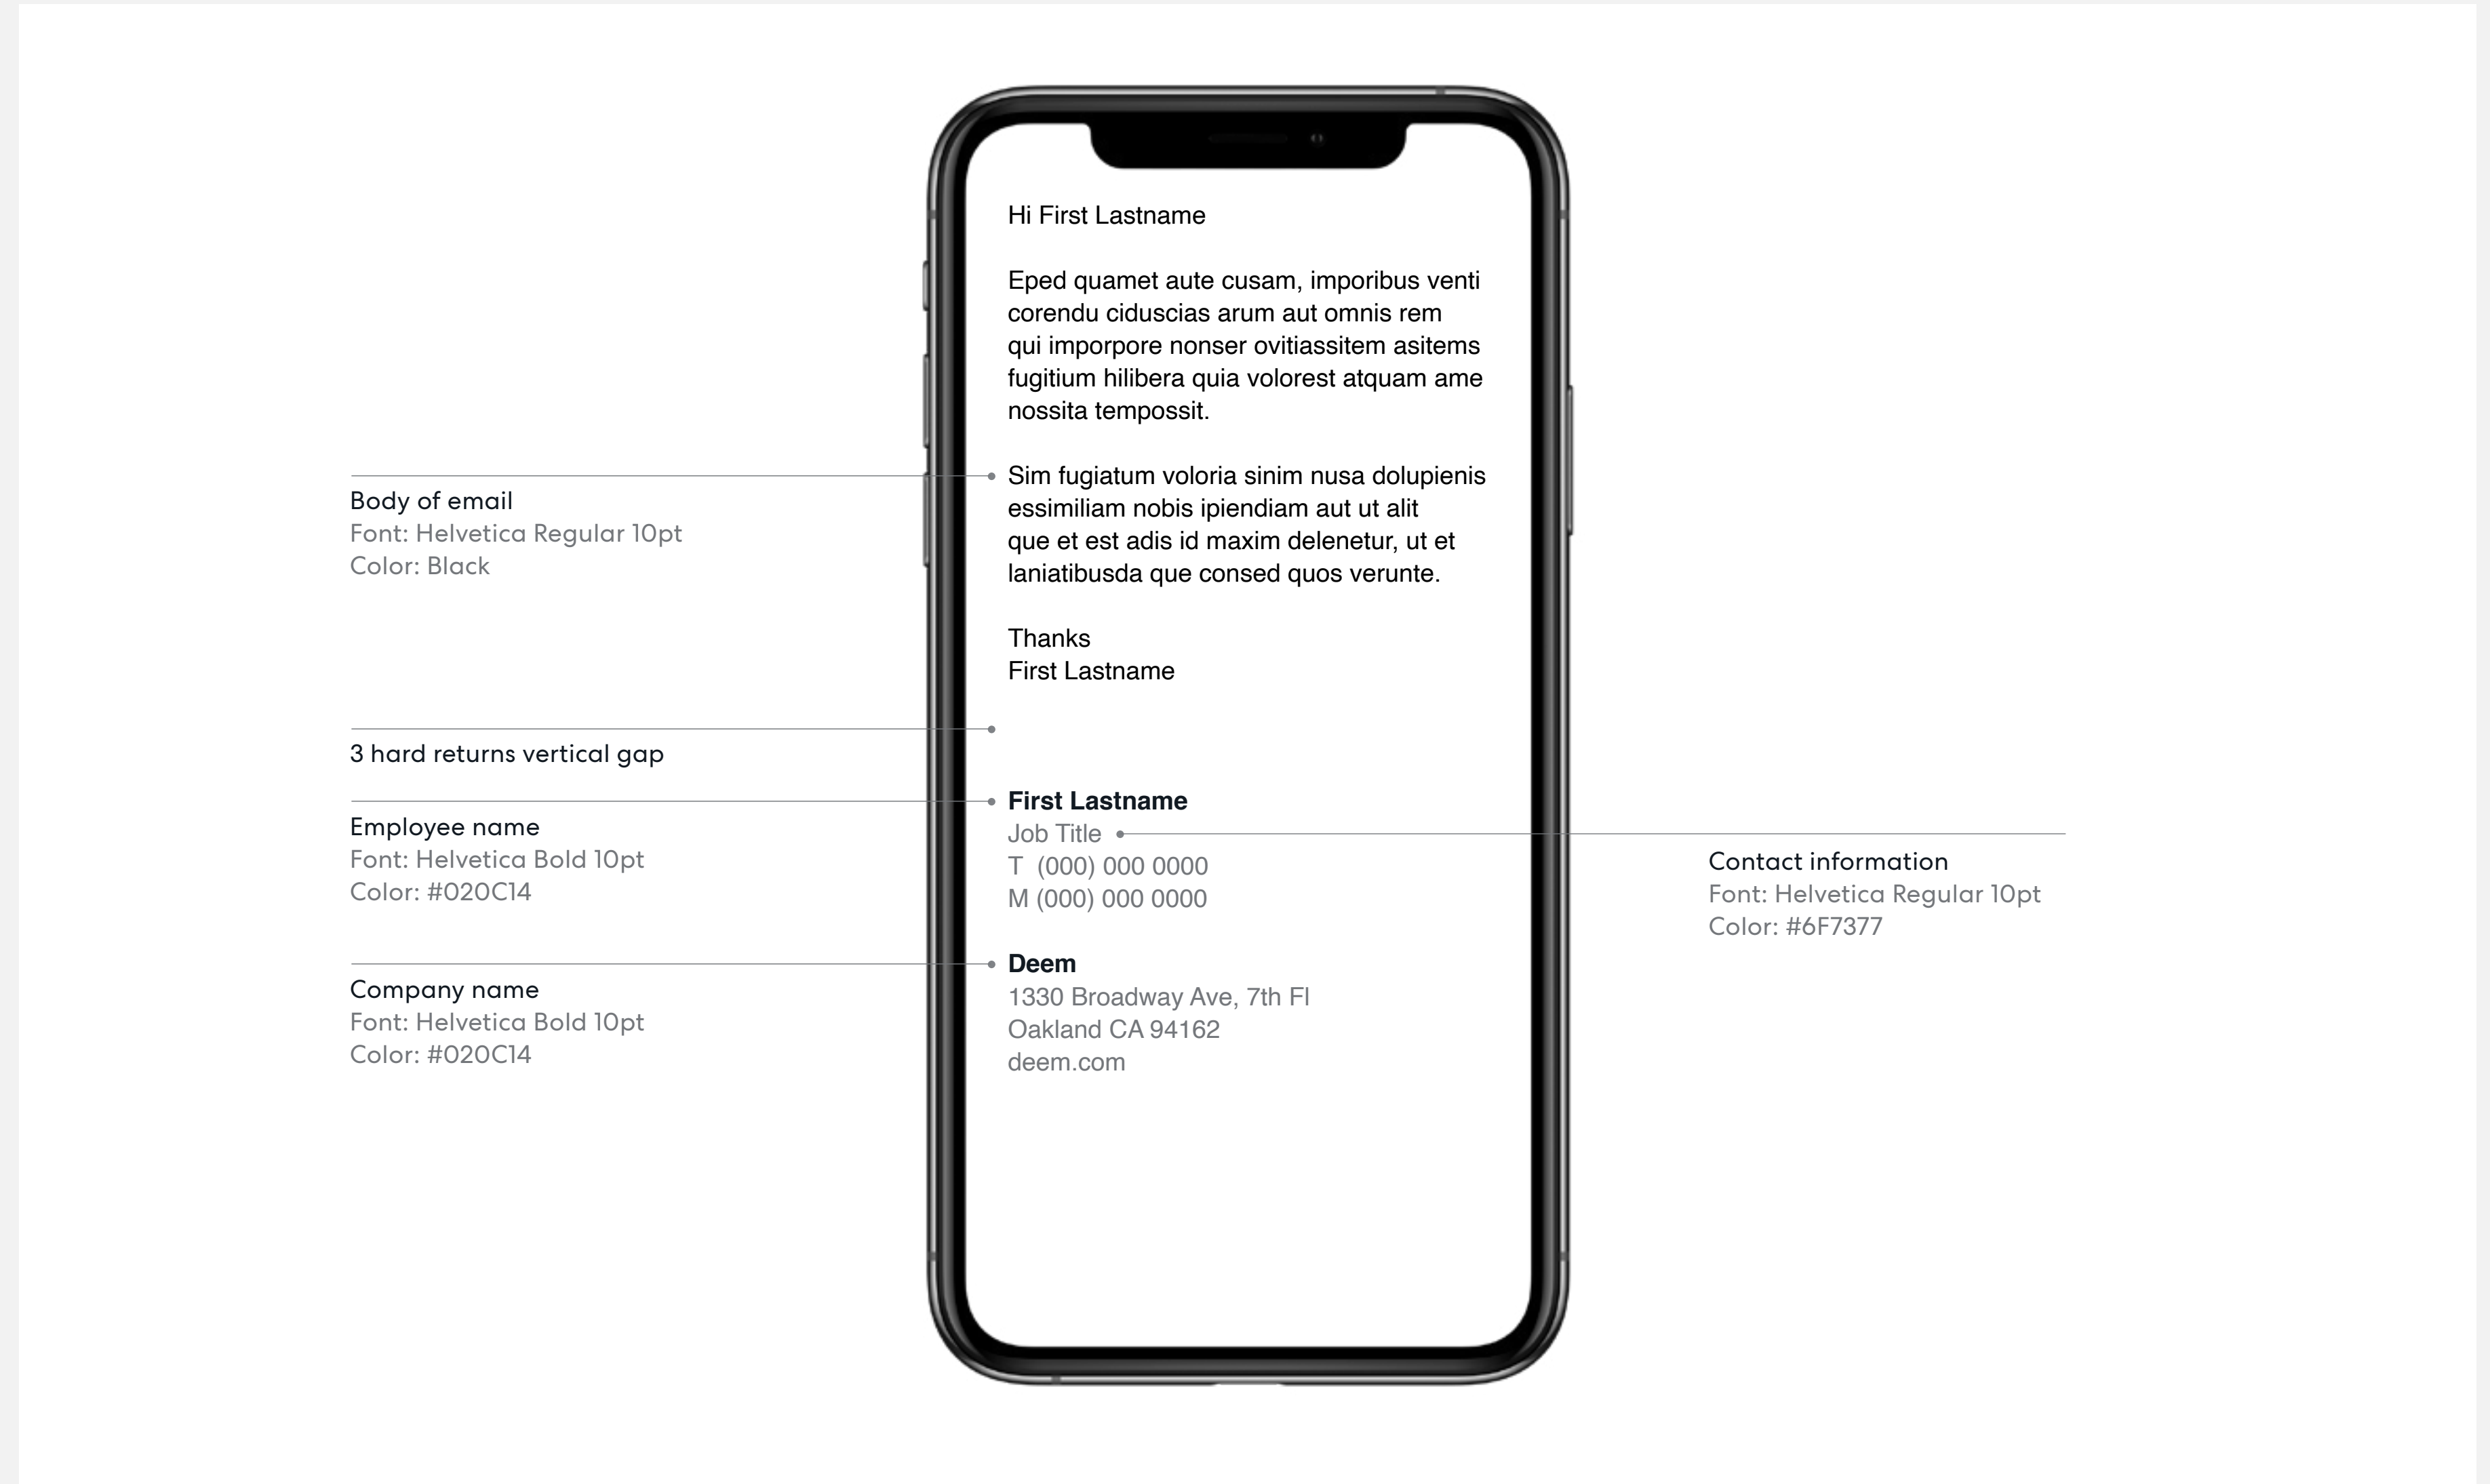 Hi First Lastname
Eped quamet aute cusam, imporibus venti
corendu ciduscias arum aut omnis rem
qui imporpore nonser ovitiassitem asitems
fugitium hilibera quia volorest atquam ame
nossita tempossit.
Sim fugiatum voloria sinim nusa dolupienis
essimiliam nobis ipiendiam aut ut alit
que et est adis id maxim delenetur, ut et
laniatibusda que consed quos verunte.
Thanks
First Lastname
First Lastname
Job Title
T (000) 000 0000
M (000) 000 0000
Deem
1330 Broadway Ave, 7th Fl
Oakland CA 94162
deem.com
Body of email
Font: Helvetica Regular 10pt
Color: Black
3 hard returns vertical gap
Employee name
Font: Helvetica Bold 10pt
Color: #020C14
Company name
Font: Helvetica Bold 10pt
Color: #020C14
Contact information
Font: Helvetica Regular 10pt
Color: #6F7377